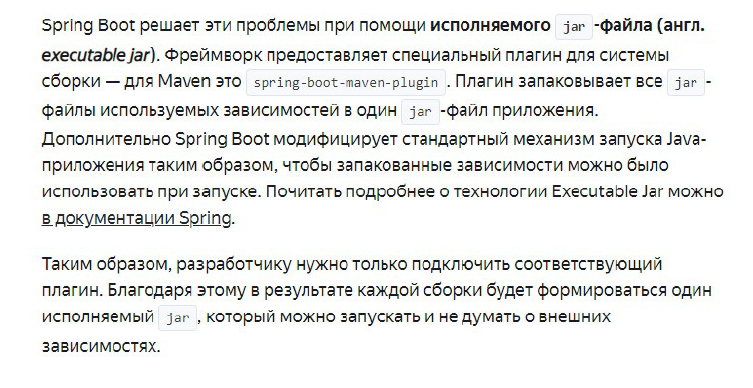 Spring Boot решает эти проблемы при помощи исполняемого jar -файла (англ.
executable jar). Фреймворк предоставляет специальный плагин для системы
сборки — для Maven это spring-boot-maven-plugin . Плагин запаковывает все jar -
файлы используемых зависимостей в один jar -файл приложения.
Дополнительно Spring Boot модифицирует стандартный механизм запуска Java-
приложения таким образом, чтобы запакованные зависимости можно было
использовать при запуске. Почитать подробнее о технологии Executable Jar можно
в документации Spring.
Таким образом, разработчику нужно только подключить соответствующий
плагин. Благодаря этому в результате каждой сборки будет формироваться один
исполняемый jar , который можно запускать и не думать о внешних
зависимостях.